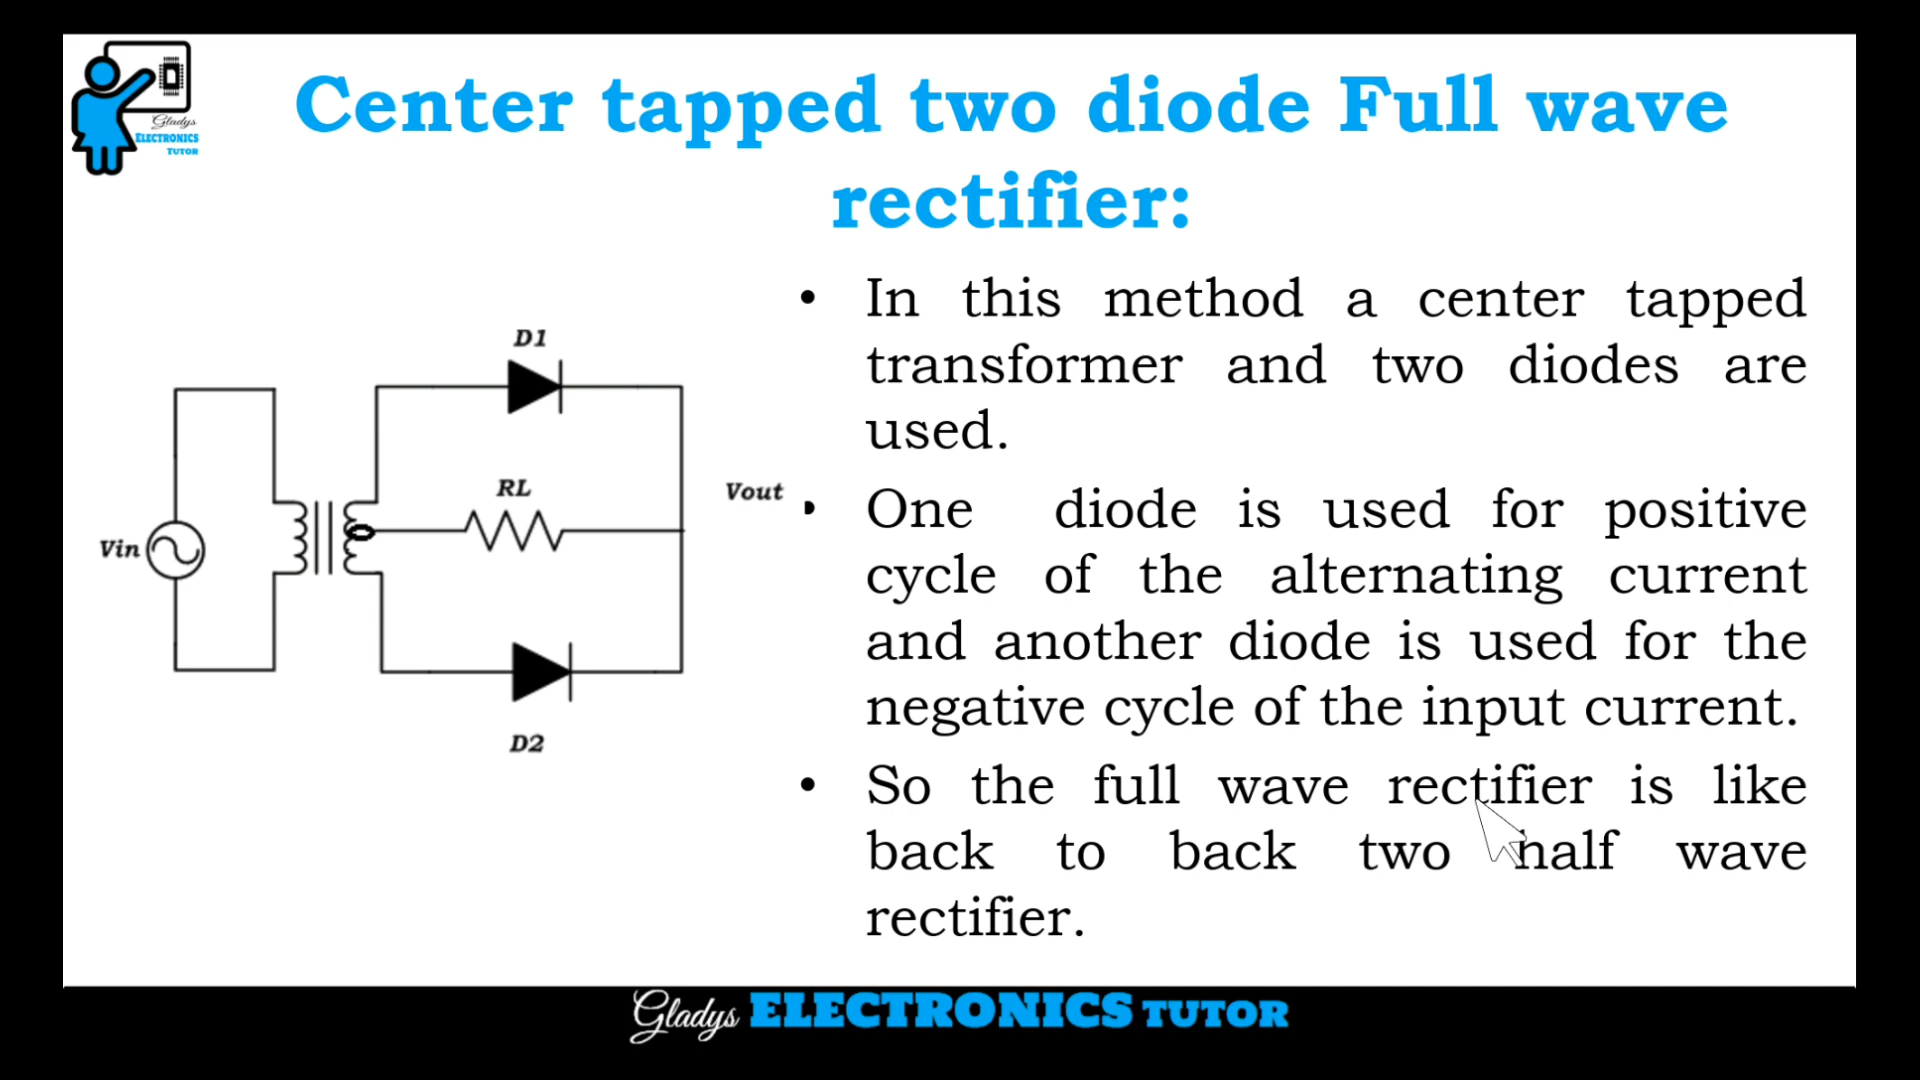 Gladys
ELECTRONICS
TUTOR
Center tapped two diode Full wave
rectifier:
D1
RL
Vout
Vin
D2
• In this method a center tapped
transformer and two diodes are
used.
• One diode is used for positive
cycle of the alternating current
and another diode is used for the
negative cycle of the input current.
• So the full wave rectifier is like
back to back two half wave
rectifier.
Gladys ELECTRONICS TUTOR